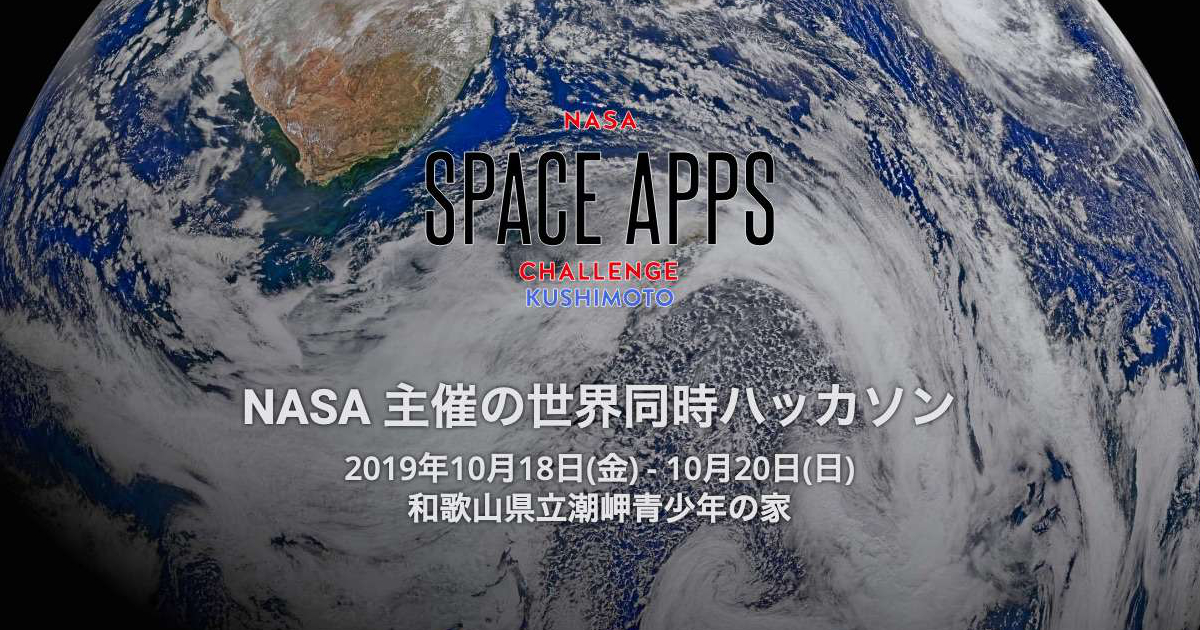 NASA
SPACE APPS
CHALLENGE
KUSHIMOTO
NASA 主催の世界同時ハッカソン
2019年10月18日(金) - 10月20日(日)
和歌山県立潮岬青少年の家